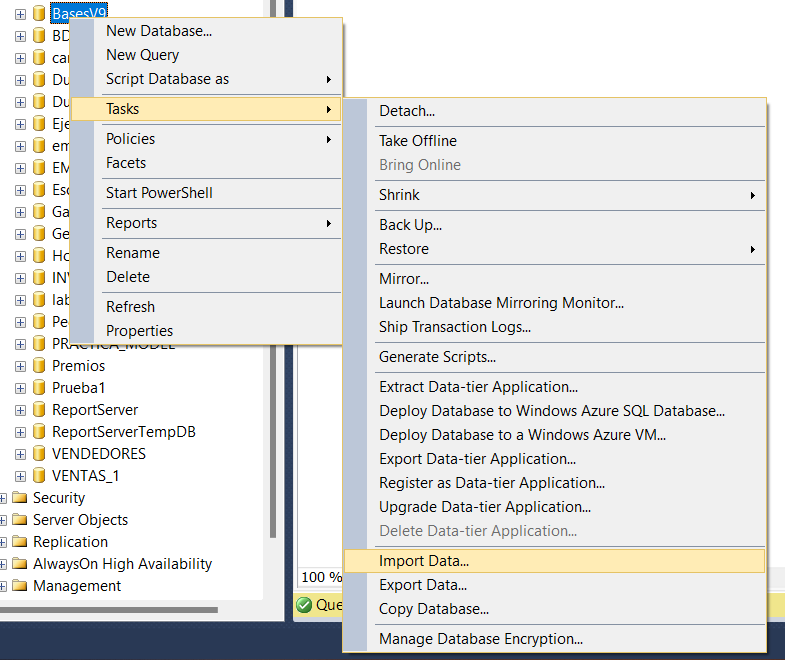 BasesV9
New Database...
New Query
Script Database as
Tasks
Policies
Facets
Start PowerShell
Reports
Rename
Delete
Refresh
Properties
Detach...
Take Offline
Bring Online
Shrink
Back Up...
Restore
Mirror...
Launch Database Mirroring Monitor...
Ship Transaction Logs...
Generate Scripts...
Extract Data-tier Application...
Deploy Database to Windows Azure SQL Database...
Deploy Database to a Windows Azure VM...
Export Data-tier Application...
Register as Data-tier Application...
Upgrade Data-tier Application...
Delete Data-tier Application...
Import Data...
Export Data...
Copy Database...
Manage Database Encryption...
BD
car
Du
Du
Eje
em
EM
Esc
Ga
Ge
Ho
INV
lab
Pe
PRACTICA_MODEL
Premios
Prueba1
ReportServer
ReportServerTempDB
VENDEDORES
VENTAS_1
Security
Server Objects
Replication
AlwaysOn High Availability
Management
100 %
Que